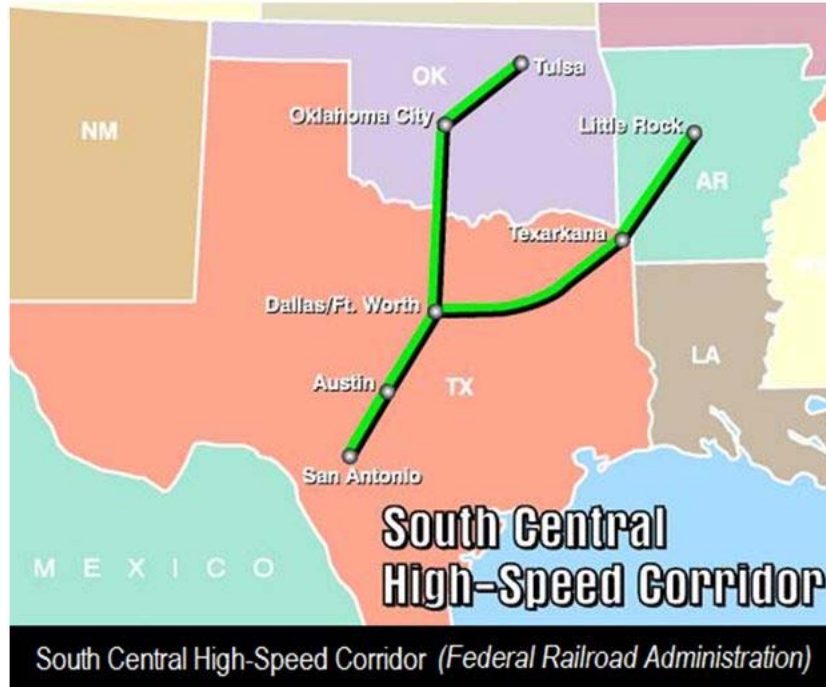 OK
Tulsa
Oklahoma City
NM
Little Rock
AR
Texarkana
Dallas/Ft. Worth
LA
Austin
TX
San Antonio
South Central
High-Speed Corridor
MEXICO
South Central High-Speed Corridor (Federal Railroad Administration)